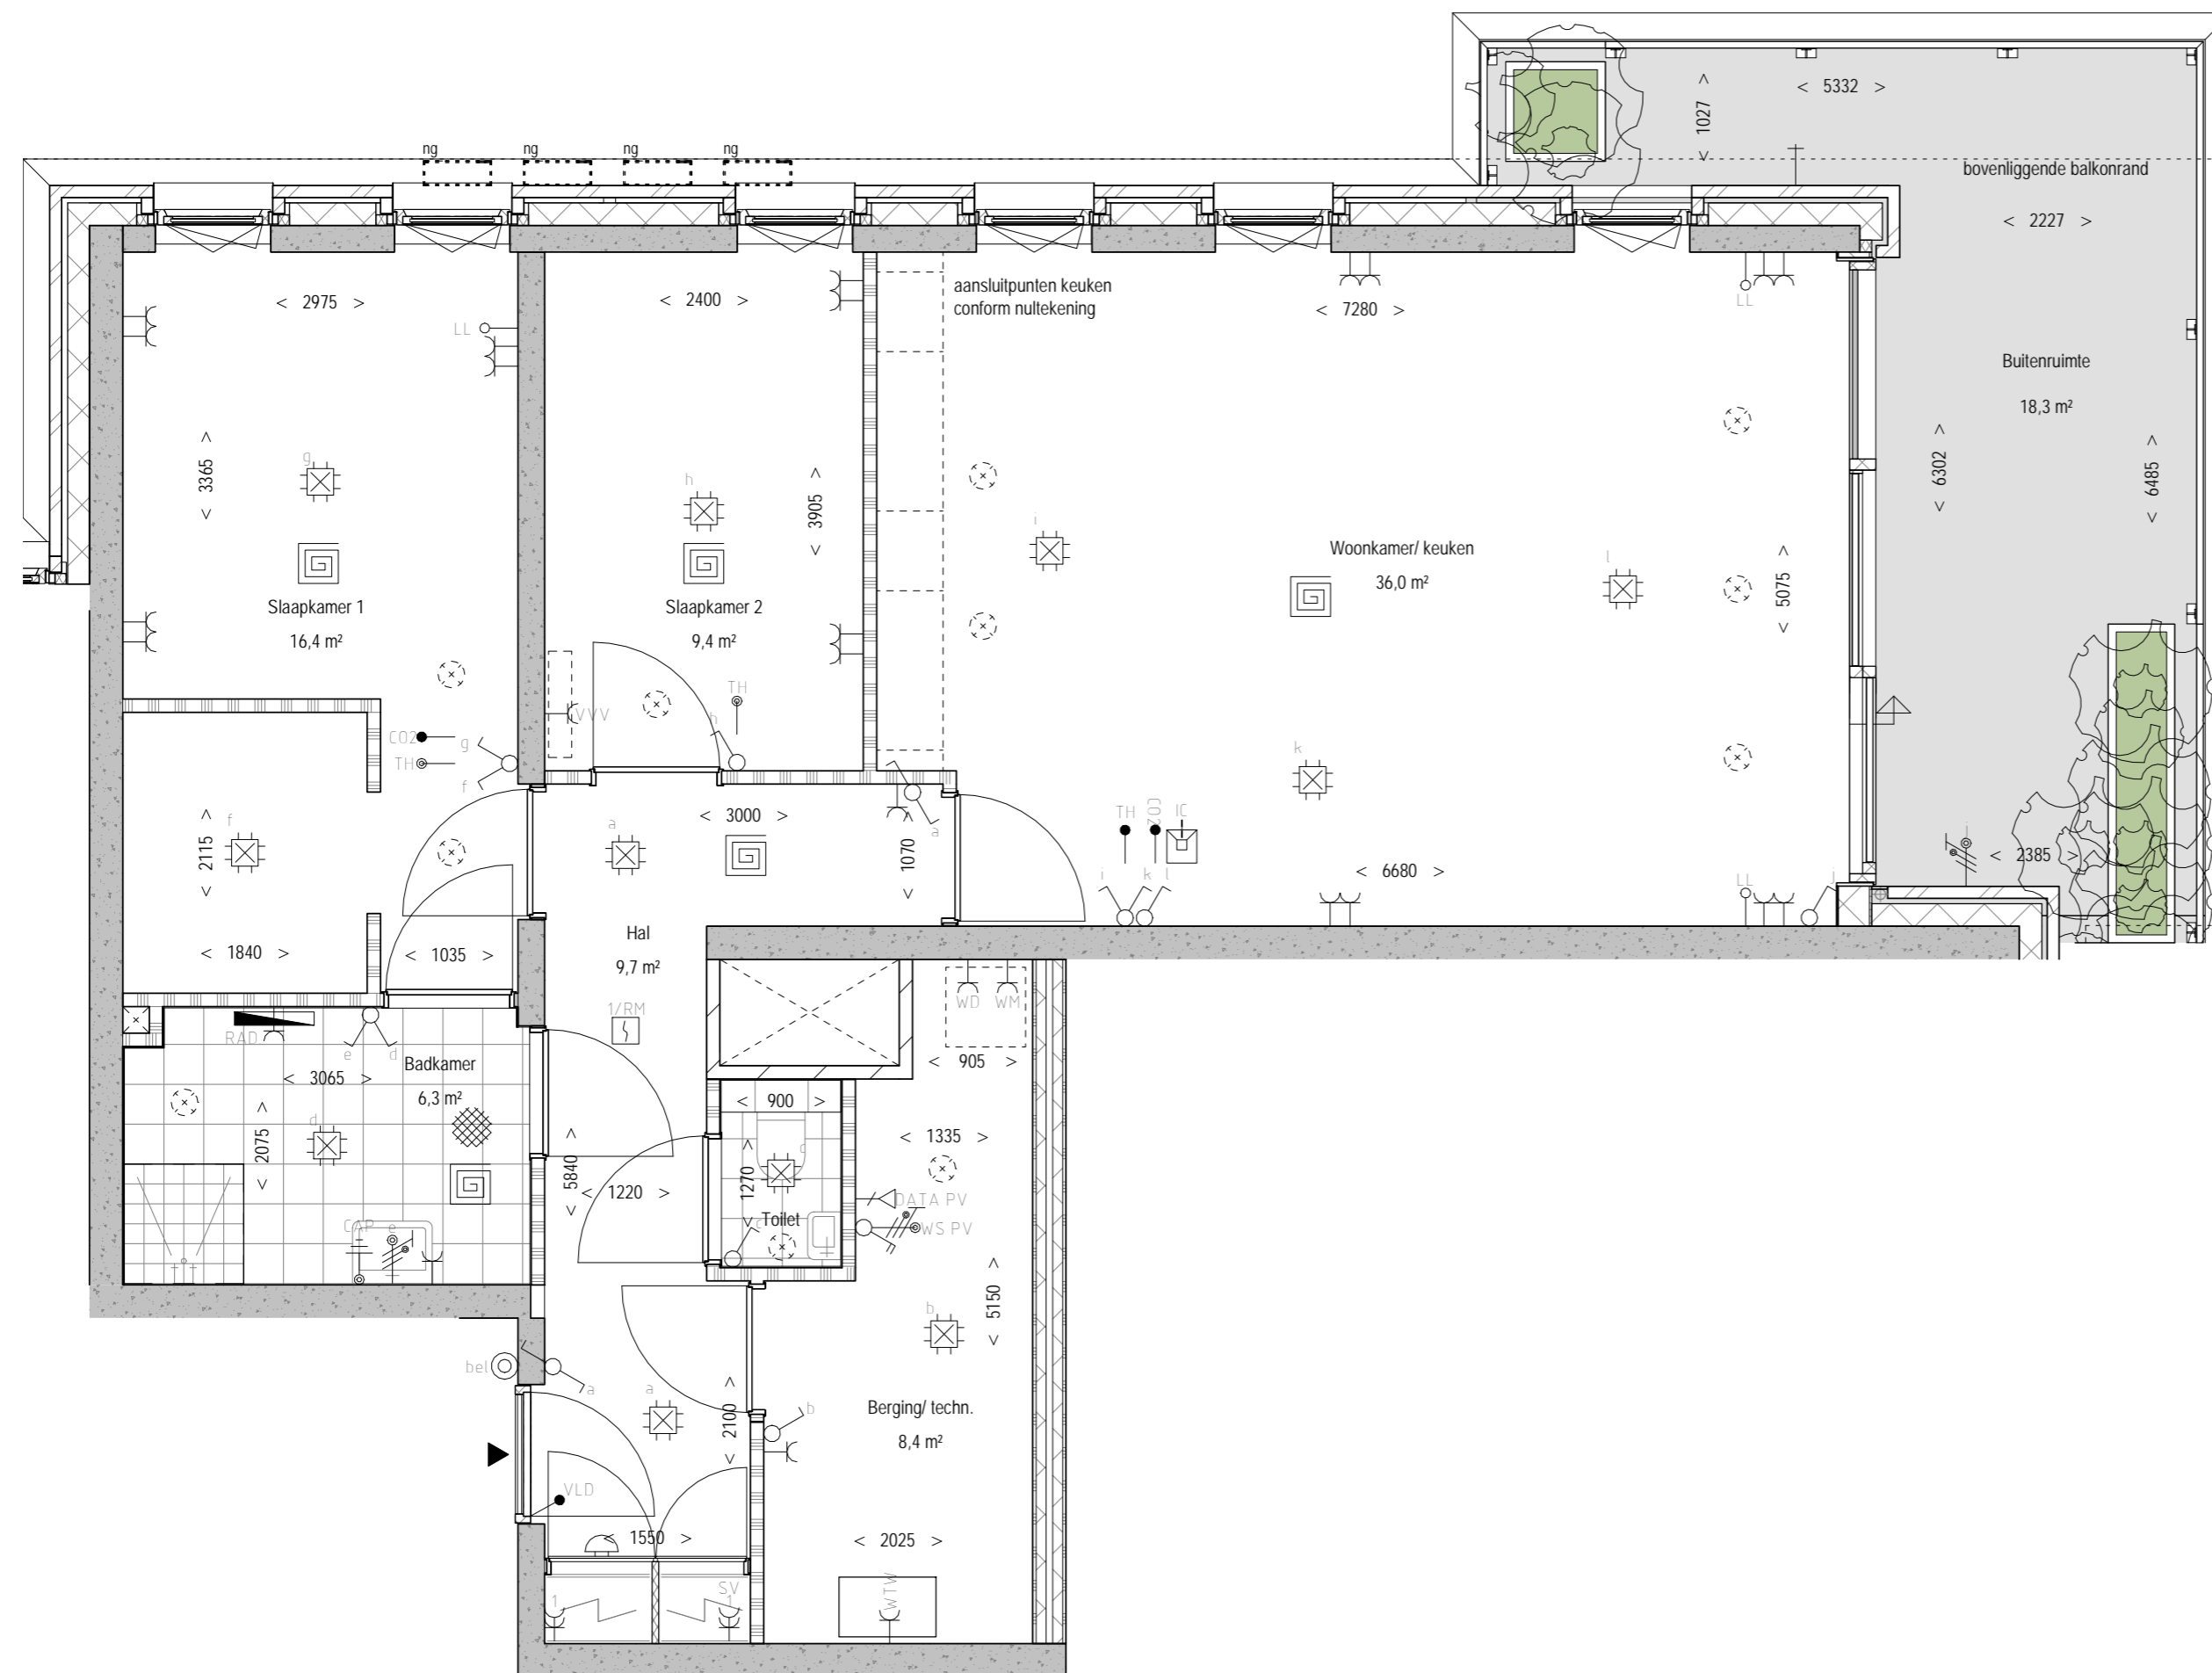 < 5332 >
< 1027 >
bovenliggende balkonrand
ng ng ng ng
< 2227 >
aansluitpunten keuken
conform nultekening
< 2975 >
< 2400 >
< 7280 >
LL
LL
Buitenruimte
18,3 m²
< 3365 >
g
h
< 3905 >
i
Woonkamer/ keuken
36,0 m²
l
< 5075 >
< 6302 >
< 6485 >
Slaapkamer 1
16,4 m²
Slaapkamer 2
9,4 m²
TH
VVV
h
CO2
TH
g
f
k
a
< 3000 >
< 1070 >
a
TH
CO2
IC
i
k
l
< 6680 >
LL
j
j
< 2385 >
f
< 2115 >
< 1840 >
< 1035 >
Hal
9,7 m²
1/RM
WD
WM
< 905 >
RAD
e
d
Badkamer
6,3 m²
< 3065 >
d
< 2075 >
CAP
e
< 5840 >
< 1220 >
< 900 >
< 1270 >
c
Toilet
c
< 1335 >
DATA PV
WS PV
< 5150 >
b
bel
a
a
< 2100 >
b
Berging/ techn.
8,4 m²
VLD
< 1550 >
< 2025 >
1
SV
1
WTW